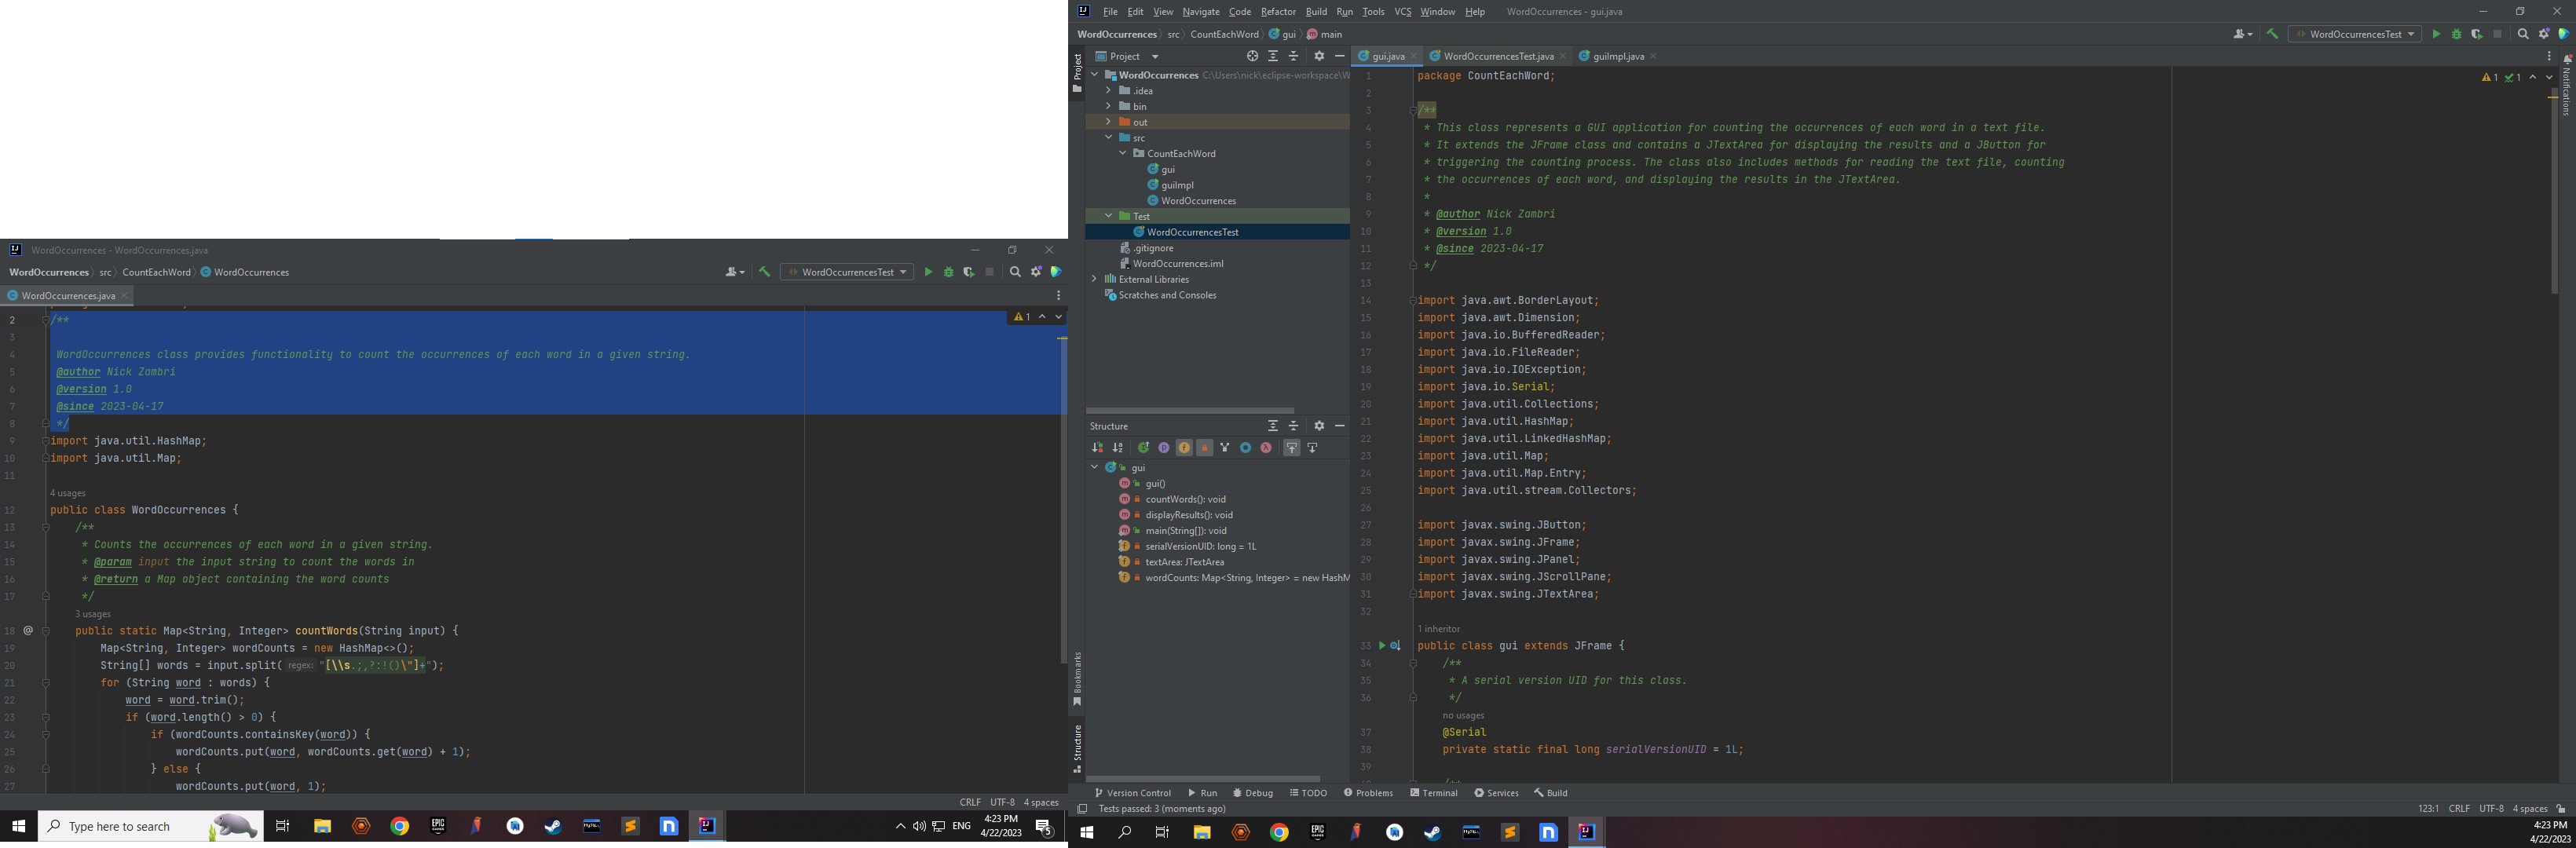 WordOccurrences - WordOccurrences.java
WordOccurrences src CountEachWord WordOccurrences
WordOccurrencesTest
WordOccurrences.java
1
2 /**
3
4 WordOccurrences class provides functionality to count the occurrences of each word in a given string.
5 @author Nick Zambri
6 @version 1.0
7 @since 2023-04-17
8 */
9 import java.util.HashMap;
10 import java.util.Map;
11
4 usages
12 public class WordOccurrences {
13 /**
14 * Counts the occurrences of each word in a given string.
15 * @param input the input string to count the words in
16 * @return a Map object containing the word counts
17 */
3 usages
18 @ public static Map<String, Integer> countWords(String input) {
19 Map<String, Integer> wordCounts = new HashMap<>();
20 String[] words = input.split( regex: "[\\s.;,?:!()\"]+");
21 for (String word : words) {
22 word = word.trim();
23 if (word.length() > 0) {
24 if (wordCounts.containsKey(word)) {
25 wordCounts.put(word, wordCounts.get(word) + 1);
26 } else {
27 wordCounts.put(word, 1);
CRLF UTF-8 4 spaces
Type here to search
EPIC GAMES
ENG
4:23 PM
4/22/2023
5
File Edit View Navigate Code Refactor Build Run Tools VCS Window Help WordOccurrences - gui.java
WordOccurrences src CountEachWord gui main
WordOccurrencesTest
Project
Project
WordOccurrences C:\Users\nick\eclipse-workspace\W
.idea
bin
out
src
CountEachWord
gui
guiImpl
WordOccurrences
Test
WordOccurrencesTest
.gitignore
WordOccurrences.iml
External Libraries
Scratches and Consoles
Structure
gui
gui()
countWords(): void
displayResults(): void
main(String[]): void
serialVersionUID: long = 1L
textArea: JTextArea
wordCounts: Map<String, Integer> = new HashM
Bookmarks
Structure
gui.java WordOccurrencesTest.java guiImpl.java
1 1
Notifications
1 package CountEachWord;
2
3 /**
4 * This class represents a GUI application for counting the occurrences of each word in a text file.
5 * It extends the JFrame class and contains a JTextArea for displaying the results and a JButton for
6 * triggering the counting process. The class also includes methods for reading the text file, counting
7 * the occurrences of each word, and displaying the results in the JTextArea.
8 *
9 * @author Nick Zambri
10 * @version 1.0
11 * @since 2023-04-17
12 */
13
14 import java.awt.BorderLayout;
15 import java.awt.Dimension;
16 import java.io.BufferedReader;
17 import java.io.FileReader;
18 import java.io.IOException;
19 import java.io.Serial;
20 import java.util.Collections;
21 import java.util.HashMap;
22 import java.util.LinkedHashMap;
23 import java.util.Map;
24 import java.util.Map.Entry;
25 import java.util.stream.Collectors;
26
27 import javax.swing.JButton;
28 import javax.swing.JFrame;
29 import javax.swing.JPanel;
30 import javax.swing.JScrollPane;
31 import javax.swing.JTextArea;
32
1 inheritor
33 public class gui extends JFrame {
34 /**
35 * A serial version UID for this class.
36 */
no usages
37 @Serial
38 private static final long serialVersionUID = 1L;
39
Version Control Run Debug TODO Problems Terminal Services Build
Tests passed: 3 (moments ago)
123:1 CRLF UTF-8 4 spaces
EPIC GAMES
4:23 PM
4/22/2023